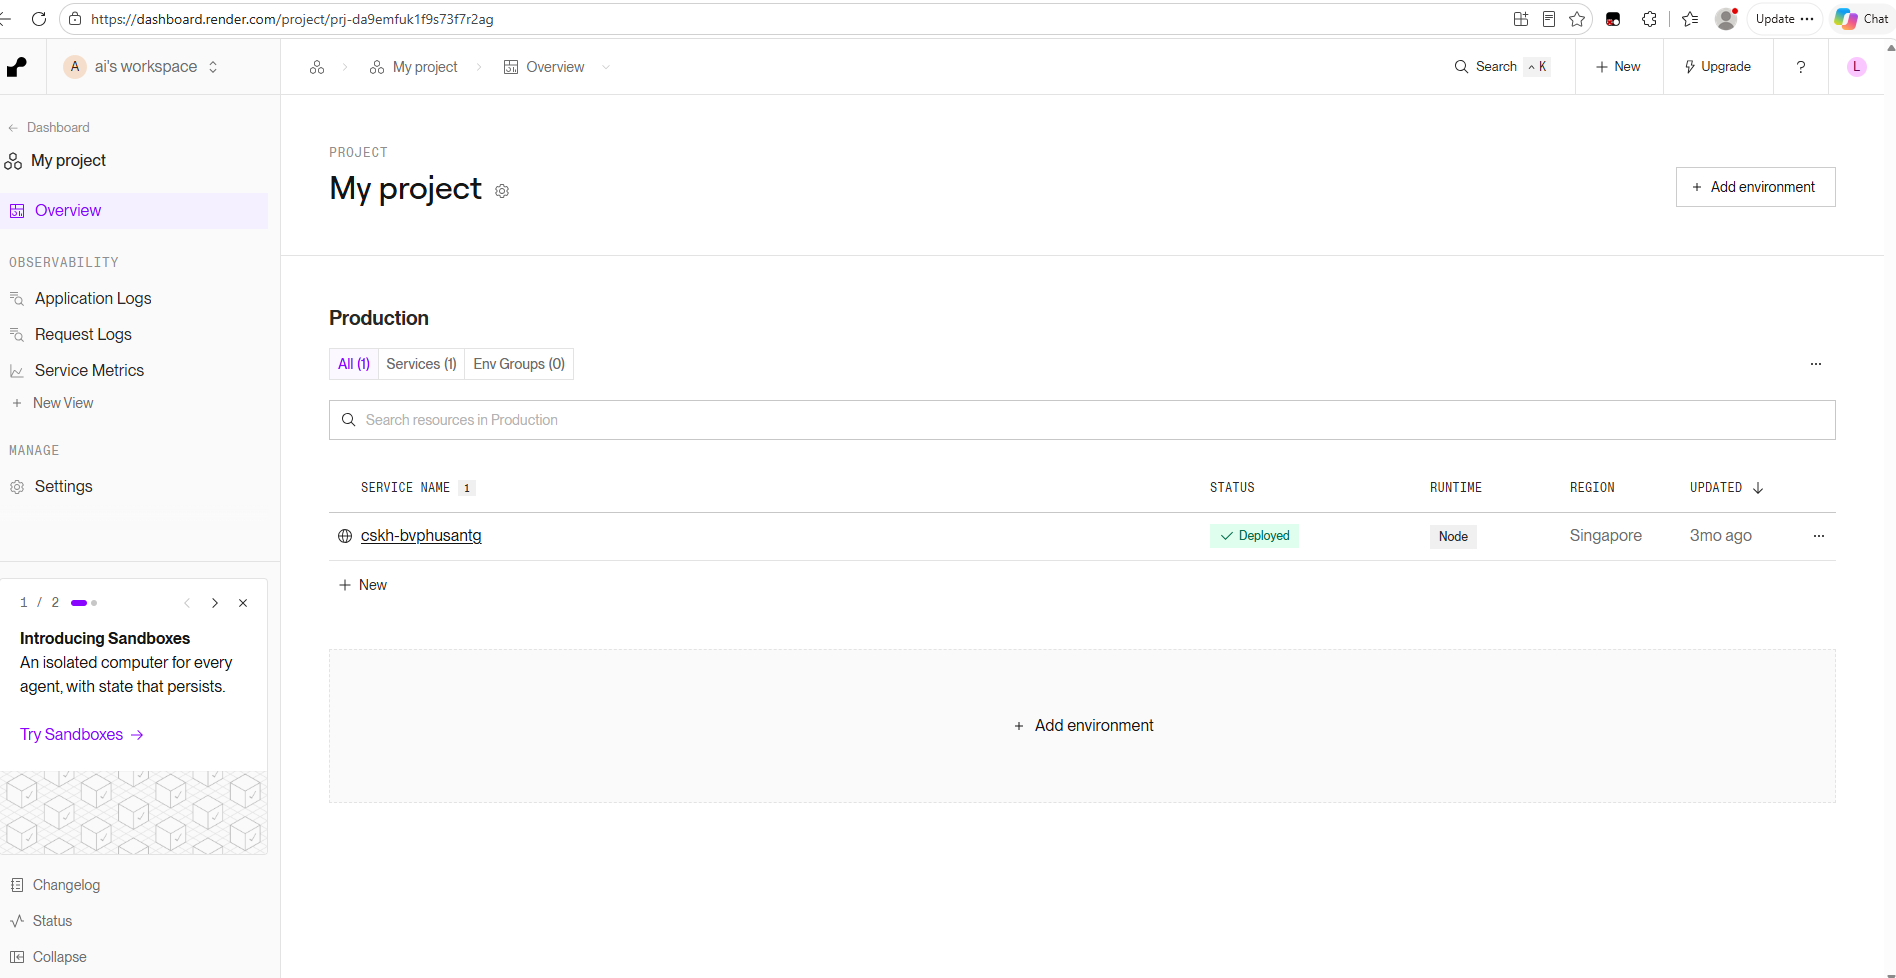 https://dashboard.render.com/project/prj-da9emfuk1f9s73f7r2ag
Update
Chat
A
ai's workspace
My project
Overview
Search
K
New
Upgrade
?
L
Dashboard
My project
Overview
OBSERVABILITY
Application Logs
Request Logs
Service Metrics
+ New View
MANAGE
Settings
1 / 2
Introducing Sandboxes
An isolated computer for every
agent, with state that persists.
Try Sandboxes →
Changelog
Status
Collapse
PROJECT
My project
+ Add environment
Production
All (1)
Services (1)
Env Groups (0)
Search resources in Production
SERVICE NAME 1
STATUS
RUNTIME
REGION
UPDATED ↓
cskh-bvphusantg
Deployed
Node
Singapore
3mo ago
+ New
+ Add environment